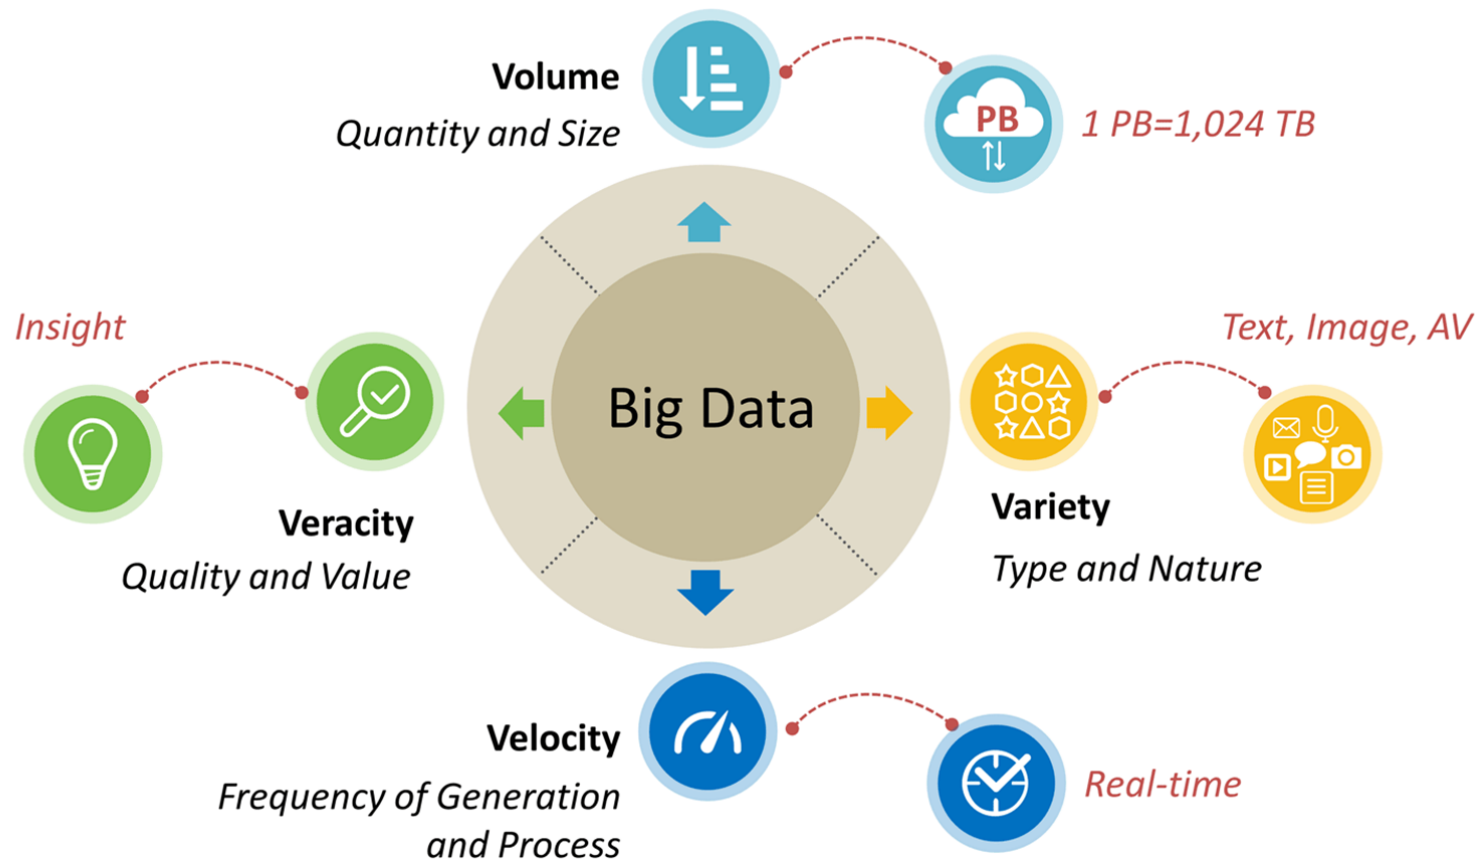 Volume
Quantity and Size
PB
1 PB=1,024 TB
Big Data
Insight
Veracity
Quality and Value
Text, Image, AV
Variety
Type and Nature
Velocity
Frequency of Generation
and Process
Real-time